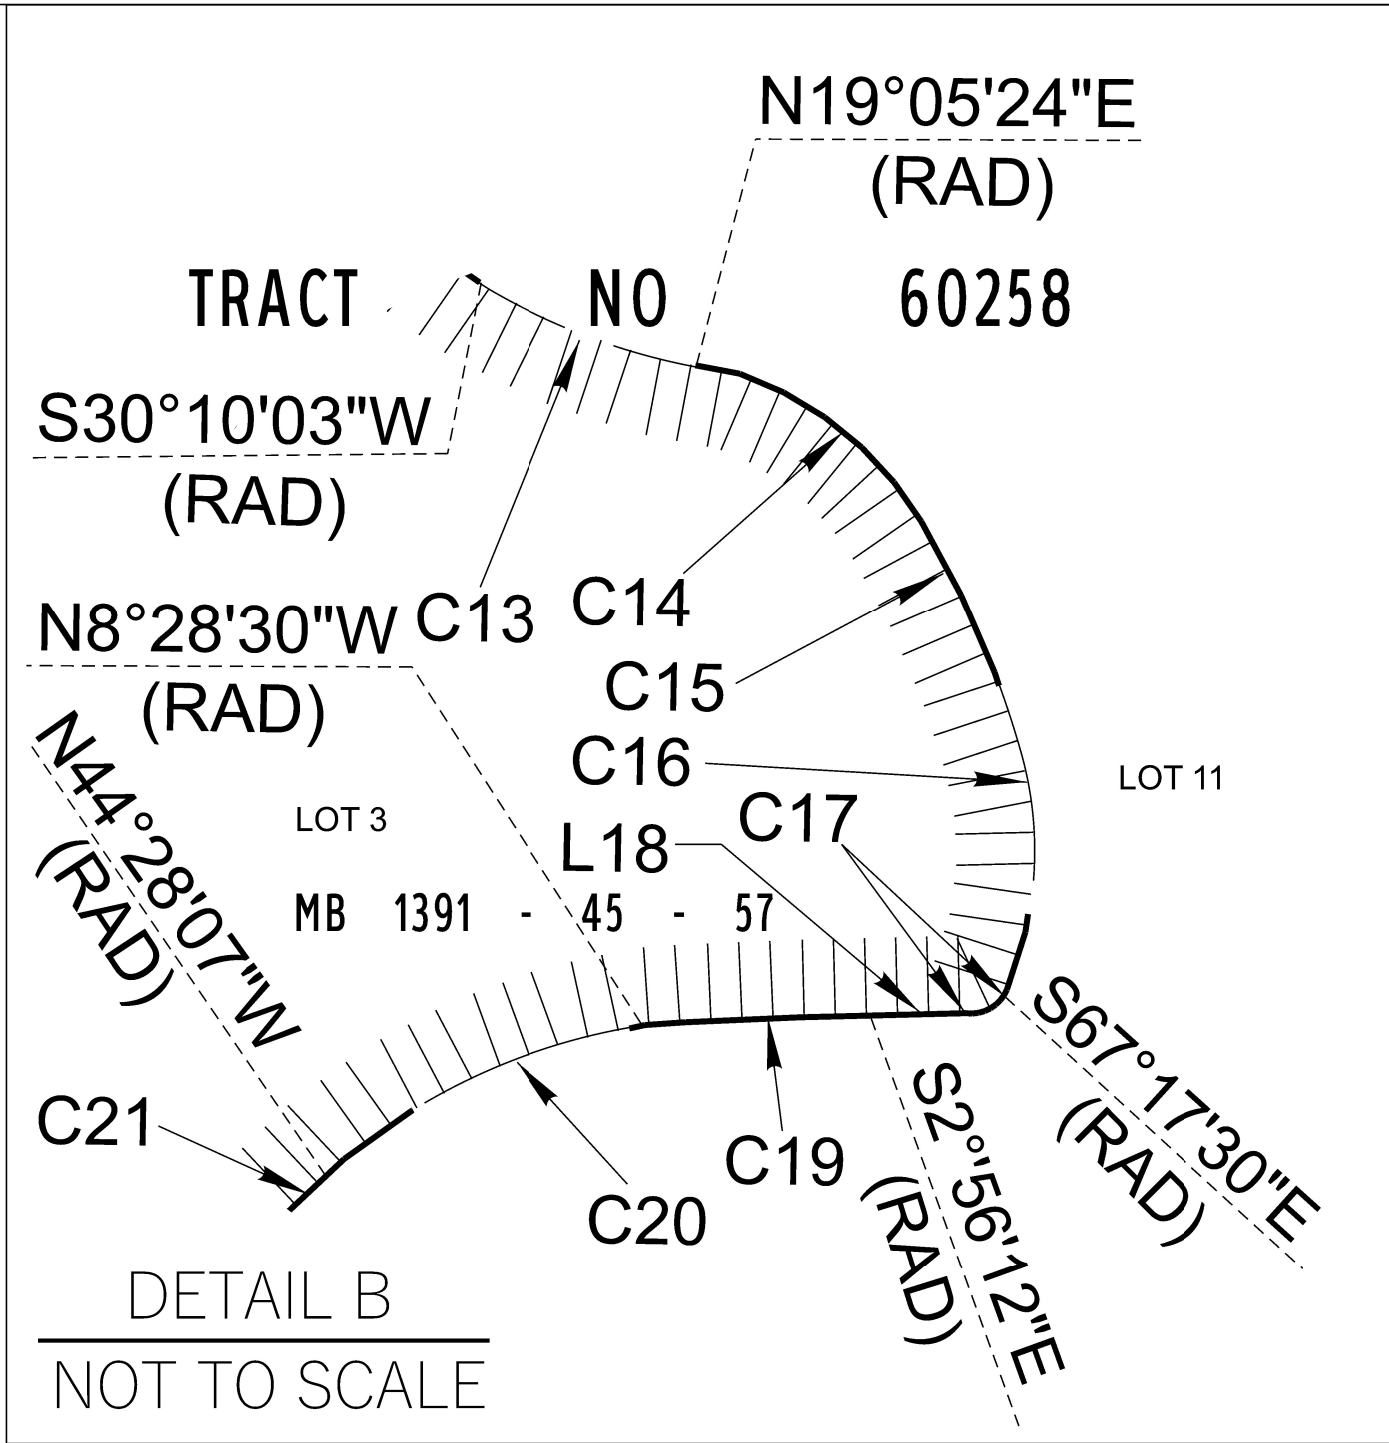 N19°05'24"E
(RAD)
TRACT NO 60258
S30°10'03"W
(RAD)
C14
N8°28'30"W C13
(RAD)
C15
C16
LOT 11
N44°28'07"W
(RAD)
LOT 3
C17
L18
MB 1391 - 45 - 57
S67°17'30"E
(RAD)
S2°'56'12"E
(RAD)
C21
C19
C20
DETAIL B
NOT TO SCALE